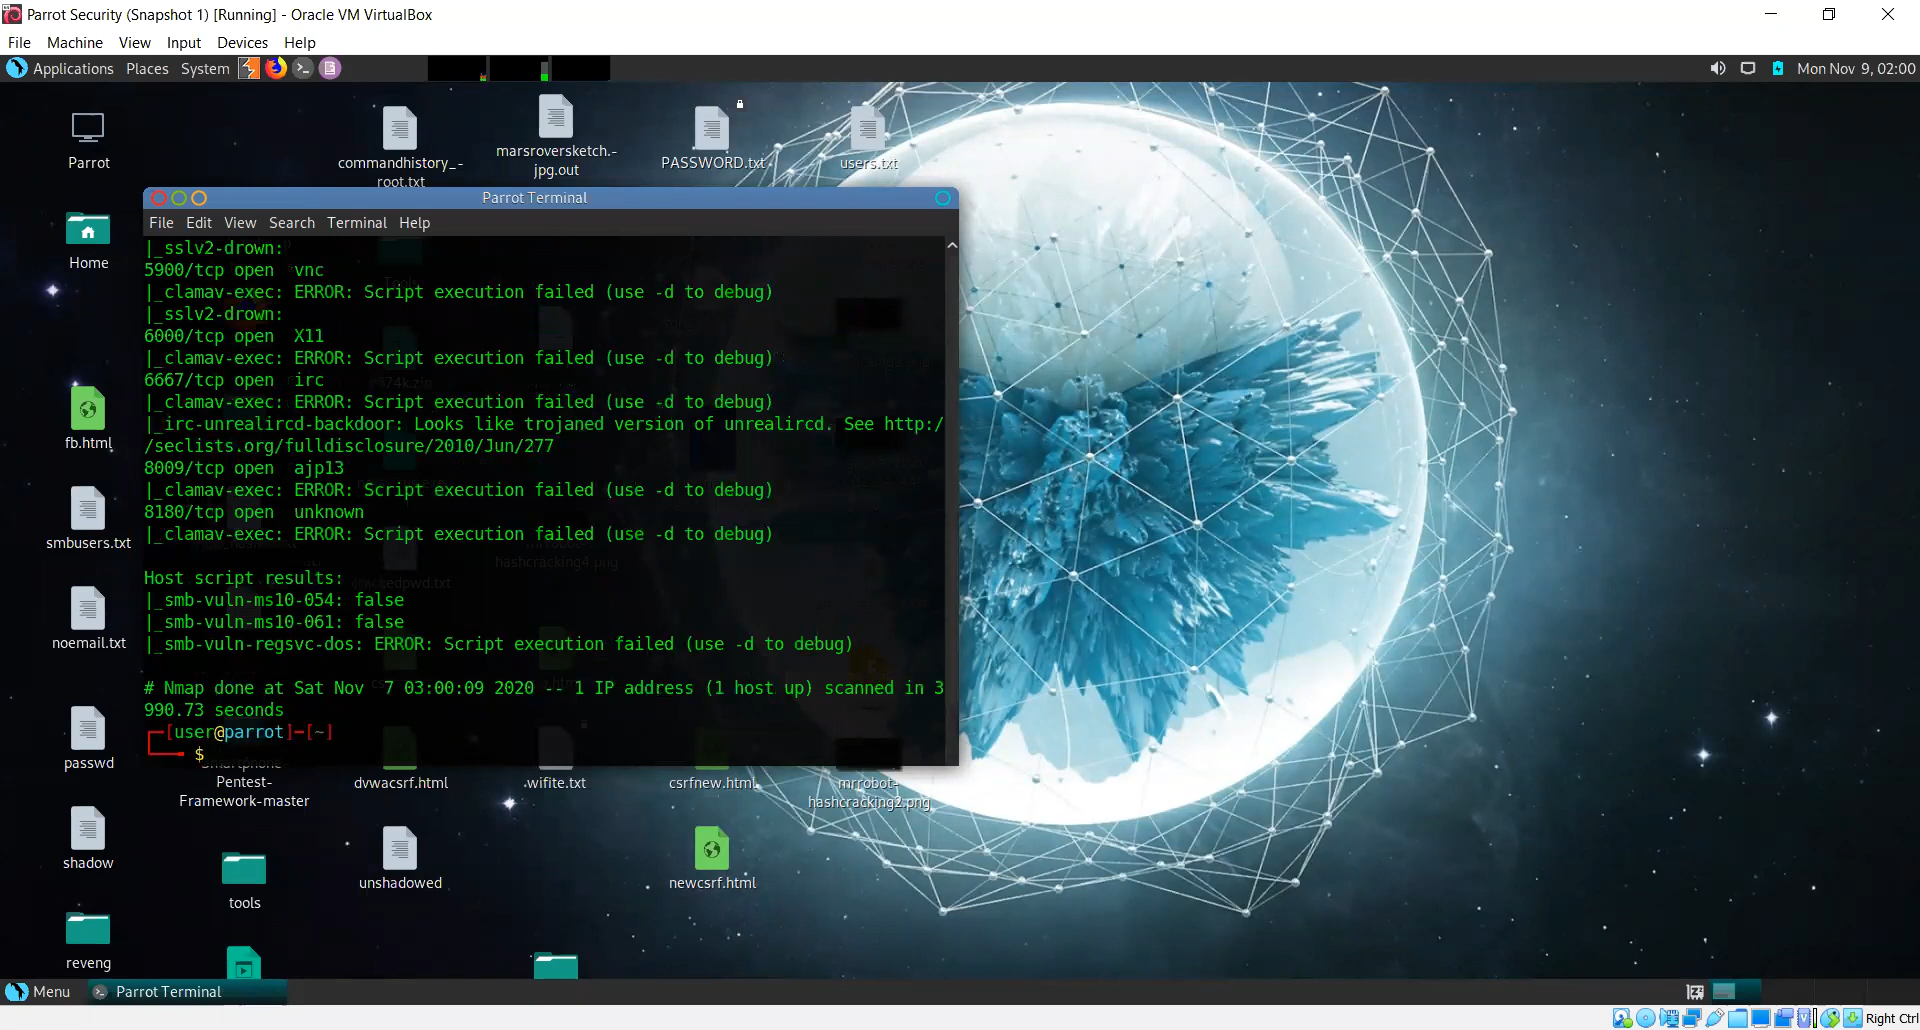 Parrot Security (Snapshot 1) [Running] - Oracle VM VirtualBox
File Machine View Input Devices Help
Applications Places System
Mon Nov 9, 02:00
Parrot
commandhistory_-
root.txt
marsroversketch.-
jpg.out
PASSWORD.txt
users.txt
Home
fb.html
smbusers.txt
noemail.txt
passwd
shadow
reveng
Parrot Terminal
File Edit View Search Terminal Help
|_sslv2-drown:
5900/tcp open  vnc
|_clamav-exec: ERROR: Script execution failed (use -d to debug)
|_sslv2-drown:
6000/tcp open  X11
|_clamav-exec: ERROR: Script execution failed (use -d to debug)
6667/tcp open  irc
|_clamav-exec: ERROR: Script execution failed (use -d to debug)
|_irc-unrealircd-backdoor: Looks like trojaned version of unrealircd. See http:/
/seclists.org/fulldisclosure/2010/Jun/277
8009/tcp open  ajp13
|_clamav-exec: ERROR: Script execution failed (use -d to debug)
8180/tcp open  unknown
|_clamav-exec: ERROR: Script execution failed (use -d to debug)
Host script results:
|_smb-vuln-ms10-054: false
|_smb-vuln-ms10-061: false
|_smb-vuln-regsvc-dos: ERROR: Script execution failed (use -d to debug)
# Nmap done at Sat Nov  7 03:00:09 2020 -- 1 IP address (1 host up) scanned in 3
990.73 seconds
[user@parrot]-[~]
$
Smartphone-
Pentest-
Framework-master
dvwacsrf.html
.wifite.txt
csrfnew.html
mrrobot-
hashcracking2.png
tools
unshadowed
newcsrf.html
Menu
Parrot Terminal
Right Ctrl